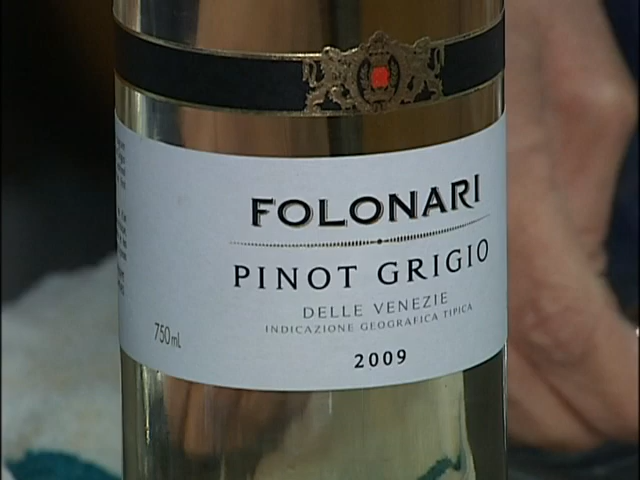 FOLONARI
PINOT GRIGIO
DELLE VENEZIE
INDICAZIONE GEOGRAFICA TIPICA
750mL
2009